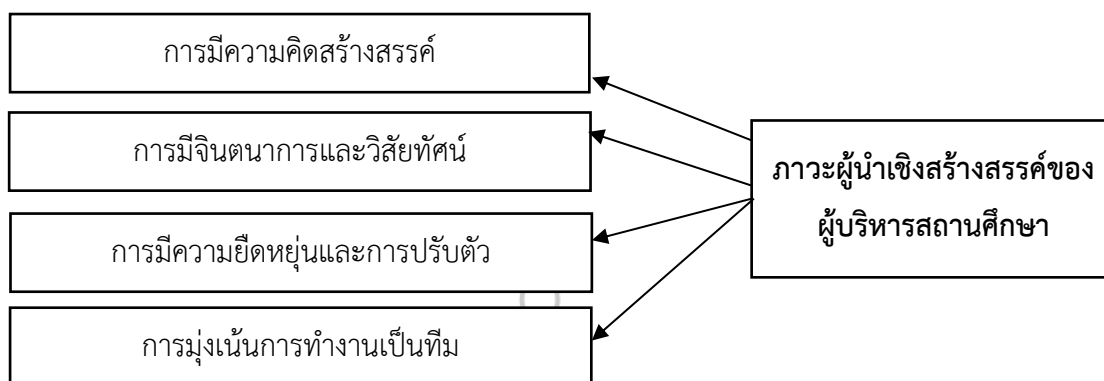 การมีความคิดสร้างสรรค์
การมีจินตนาการและวิสัยทัศน์
การมีความยืดหยุ่นและการปรับตัว
การมุ่งเน้นการทำงานเป็นทีม
ภาวะผู้นำเชิงสร้างสรรค์ของ
ผู้บริหารสถานศึกษา